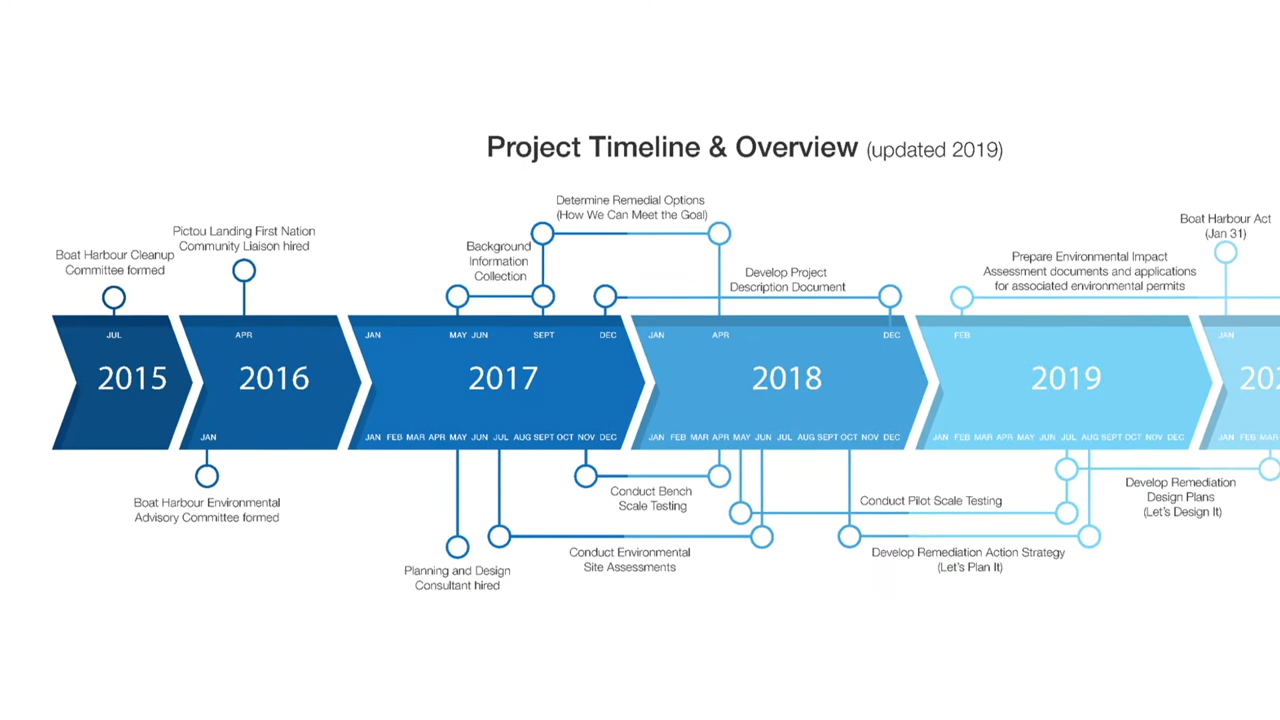 Project Timeline & Overview (updated 2019)
Determine Remedial Options
(How We Can Meet the Goal)
Boat Harbour Act
(Jan 31)
Pictou Landing First Nation
Community Liaison hired
Background
Information
Collection
Boat Harbour Cleanup
Committee formed
Prepare Environmental Impact
Assessment documents and applications
for associated environmental permits
Develop Project
Description Document
JUL
APR
JAN MAY JUN SEPT DEC
JAN APR DEC
FEB
JAN
2015
2016
2017
2018
2019
JAN
JAN FEB MAR APR MAY JUN JUL AUG SEPT OCT NOV DEC
JAN FEB MAR APR MAY JUN JUL AUG SEPT OCT NOV DEC
JAN FEB MAR APR MAY JUN JUL AUG SEPT OCT NOV DEC
JAN FEB MAR
Boat Harbour Environmental
Advisory Committee formed
Conduct Bench
Scale Testing
Conduct Pilot Scale Testing
Develop Remediation
Design Plans
(Let's Design It)
Conduct Environmental
Site Assessments
Develop Remediation Action Strategy
(Let's Plan It)
Planning and Design
Consultant hired